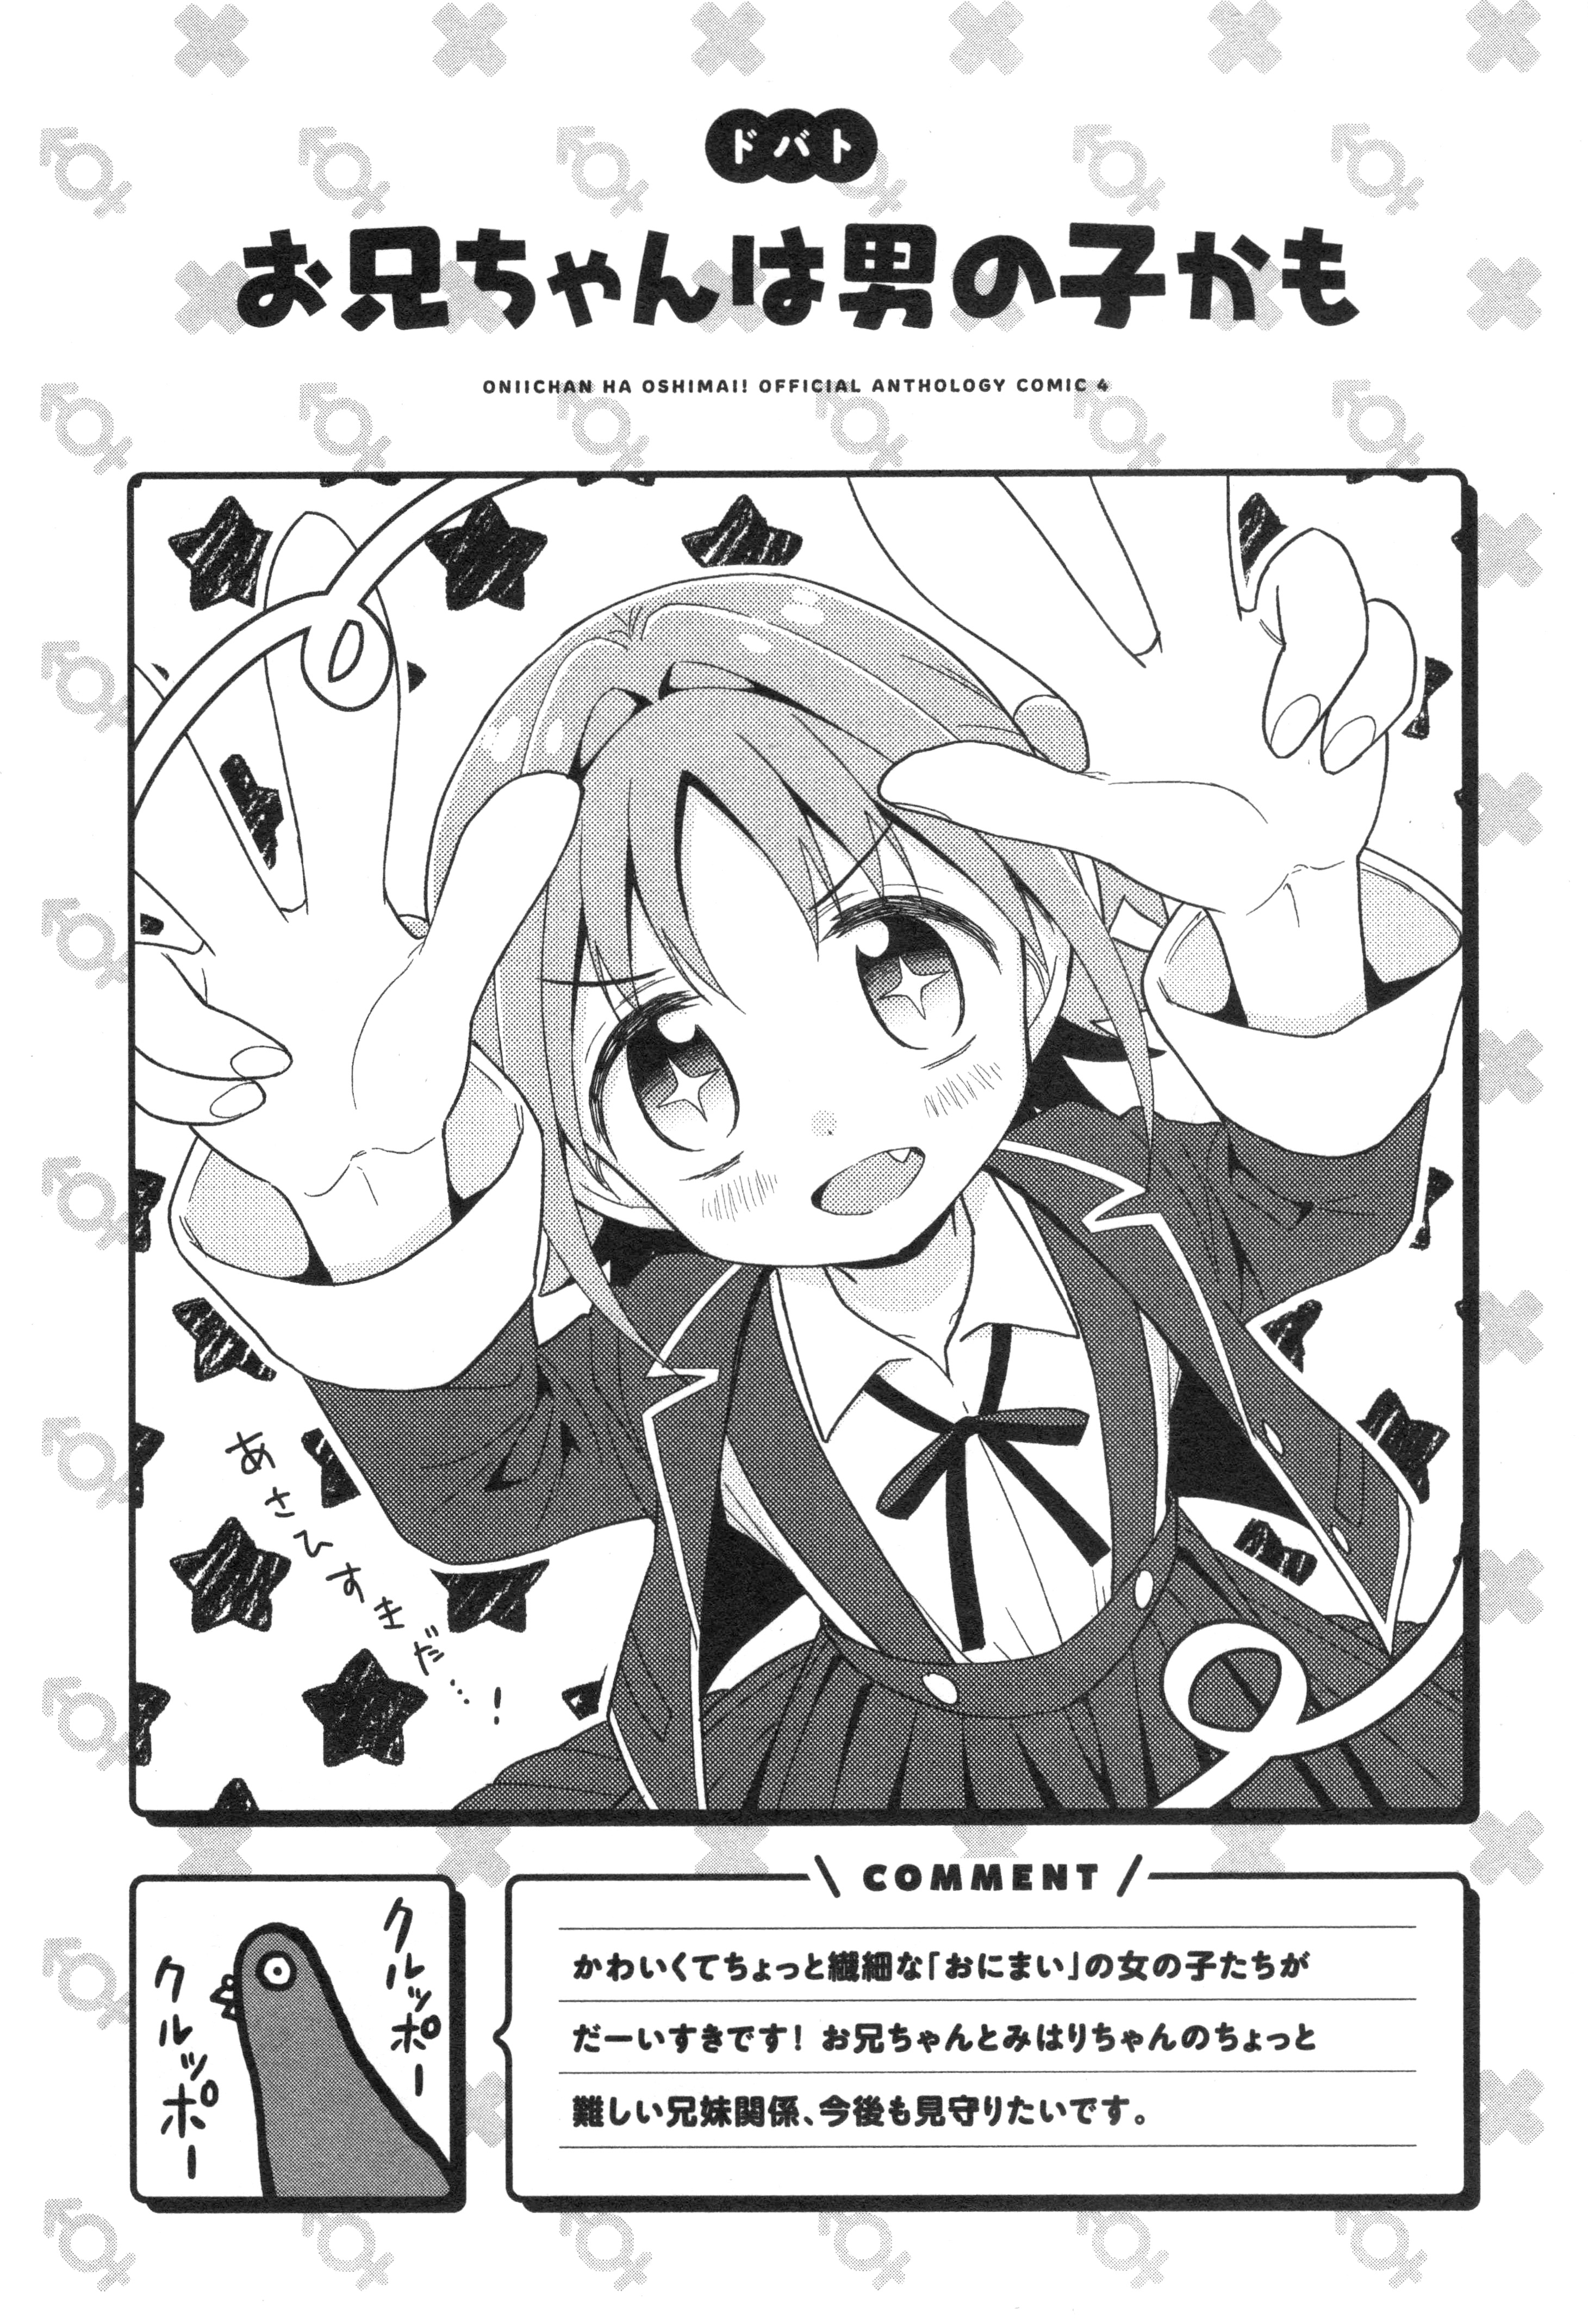 ドバト
お兄ちゃんは男の子かも
ONIICHAN HA OSHIMAI! OFFICIAL ANTHOLOGY COMIC 4
あさひすきだ…!
COMMENT
かわいくてちょっと繊細な「おにまい」の女の子たちが
だーいすきです! お兄ちゃんとみはりちゃんのちょっと
難しい兄妹関係、今後も見守りたいです。
クルッポー
クルッポー